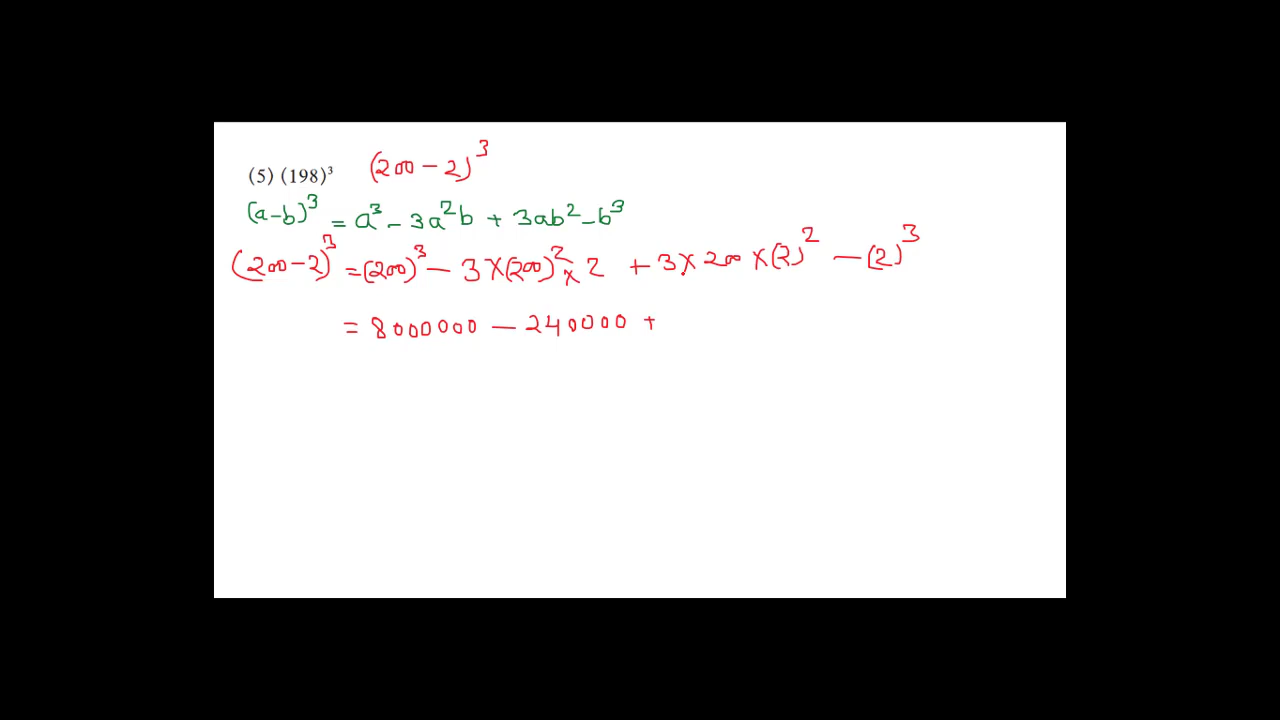 (5) (198)³ (200 - 2)³
(a-b)³ = a³ - 3a²b + 3ab² - b³
(200-2)³ = (200)³ - 3×(200)²×2 + 3×200×(2)² - (2)³
= 8000000 - 240000 +